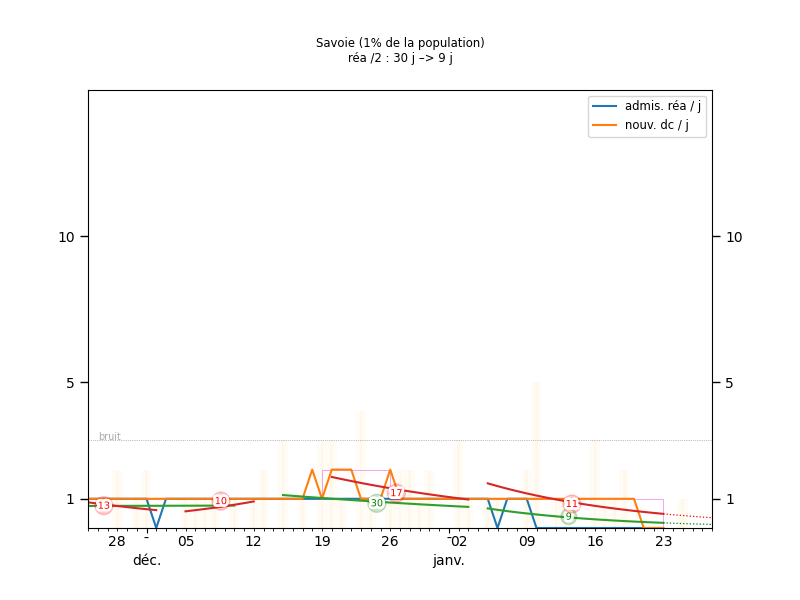 Savoie (1% de la population)
réa /2 : 30 j –> 9 j
admis. réa / j
nouv. dc / j
10 10
5 5
bruit
1 1
13 10 30 17 9 11
28 05 12 19 26 02 09 16 23
déc. janv.